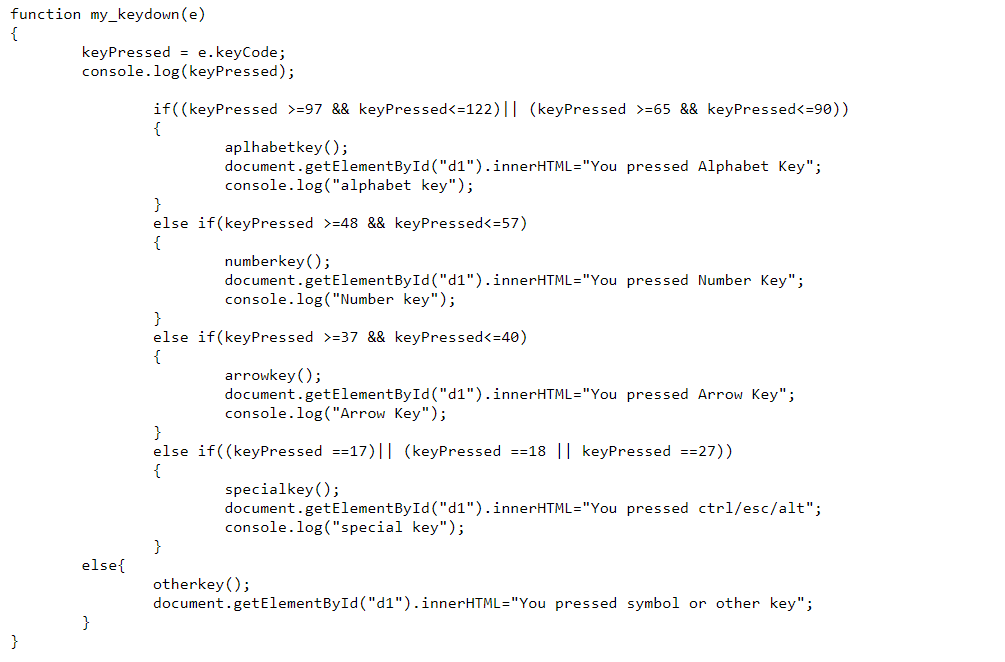 function my_keydown(e)
{
keyPressed = e.keyCode;
console.log(keyPressed);
if((keyPressed >=97 && keyPressed<=122)|| (keyPressed >=65 && keyPressed<=90))
{
aplhabetkey();
document.getElementById("d1").innerHTML="You pressed Alphabet Key";
console.log("alphabet key");
}
else if(keyPressed >=48 && keyPressed<=57)
{
numberkey();
document.getElementById("d1").innerHTML="You pressed Number Key";
console.log("Number key");
}
else if(keyPressed >=37 && keyPressed<=40)
{
arrowkey();
document.getElementById("d1").innerHTML="You pressed Arrow Key";
console.log("Arrow Key");
}
else if((keyPressed ==17)|| (keyPressed ==18 || keyPressed ==27))
{
specialkey();
document.getElementById("d1").innerHTML="You pressed ctrl/esc/alt";
console.log("special key");
}
else{
otherkey();
document.getElementById("d1").innerHTML="You pressed symbol or other key";
}
}